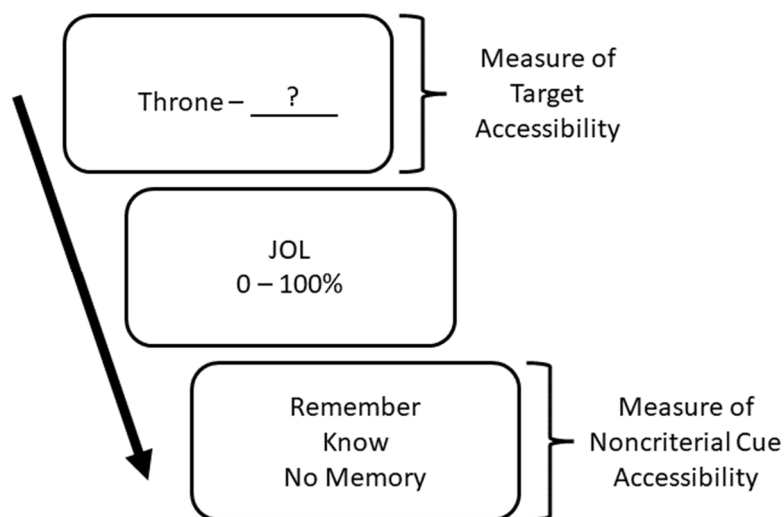 Throne – ?
Measure of
Target
Accessibility
JOL
0 – 100%
Remember
Know
No Memory
Measure of
Noncriterial Cue
Accessibility